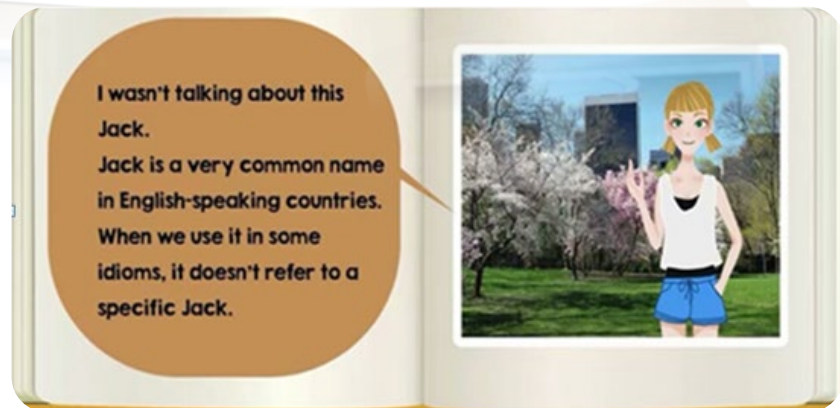 I wasn't talking about this
Jack.
Jack is a very common name
in English-speaking countries.
When we use it in some
idioms, it doesn't refer to a
specific Jack.